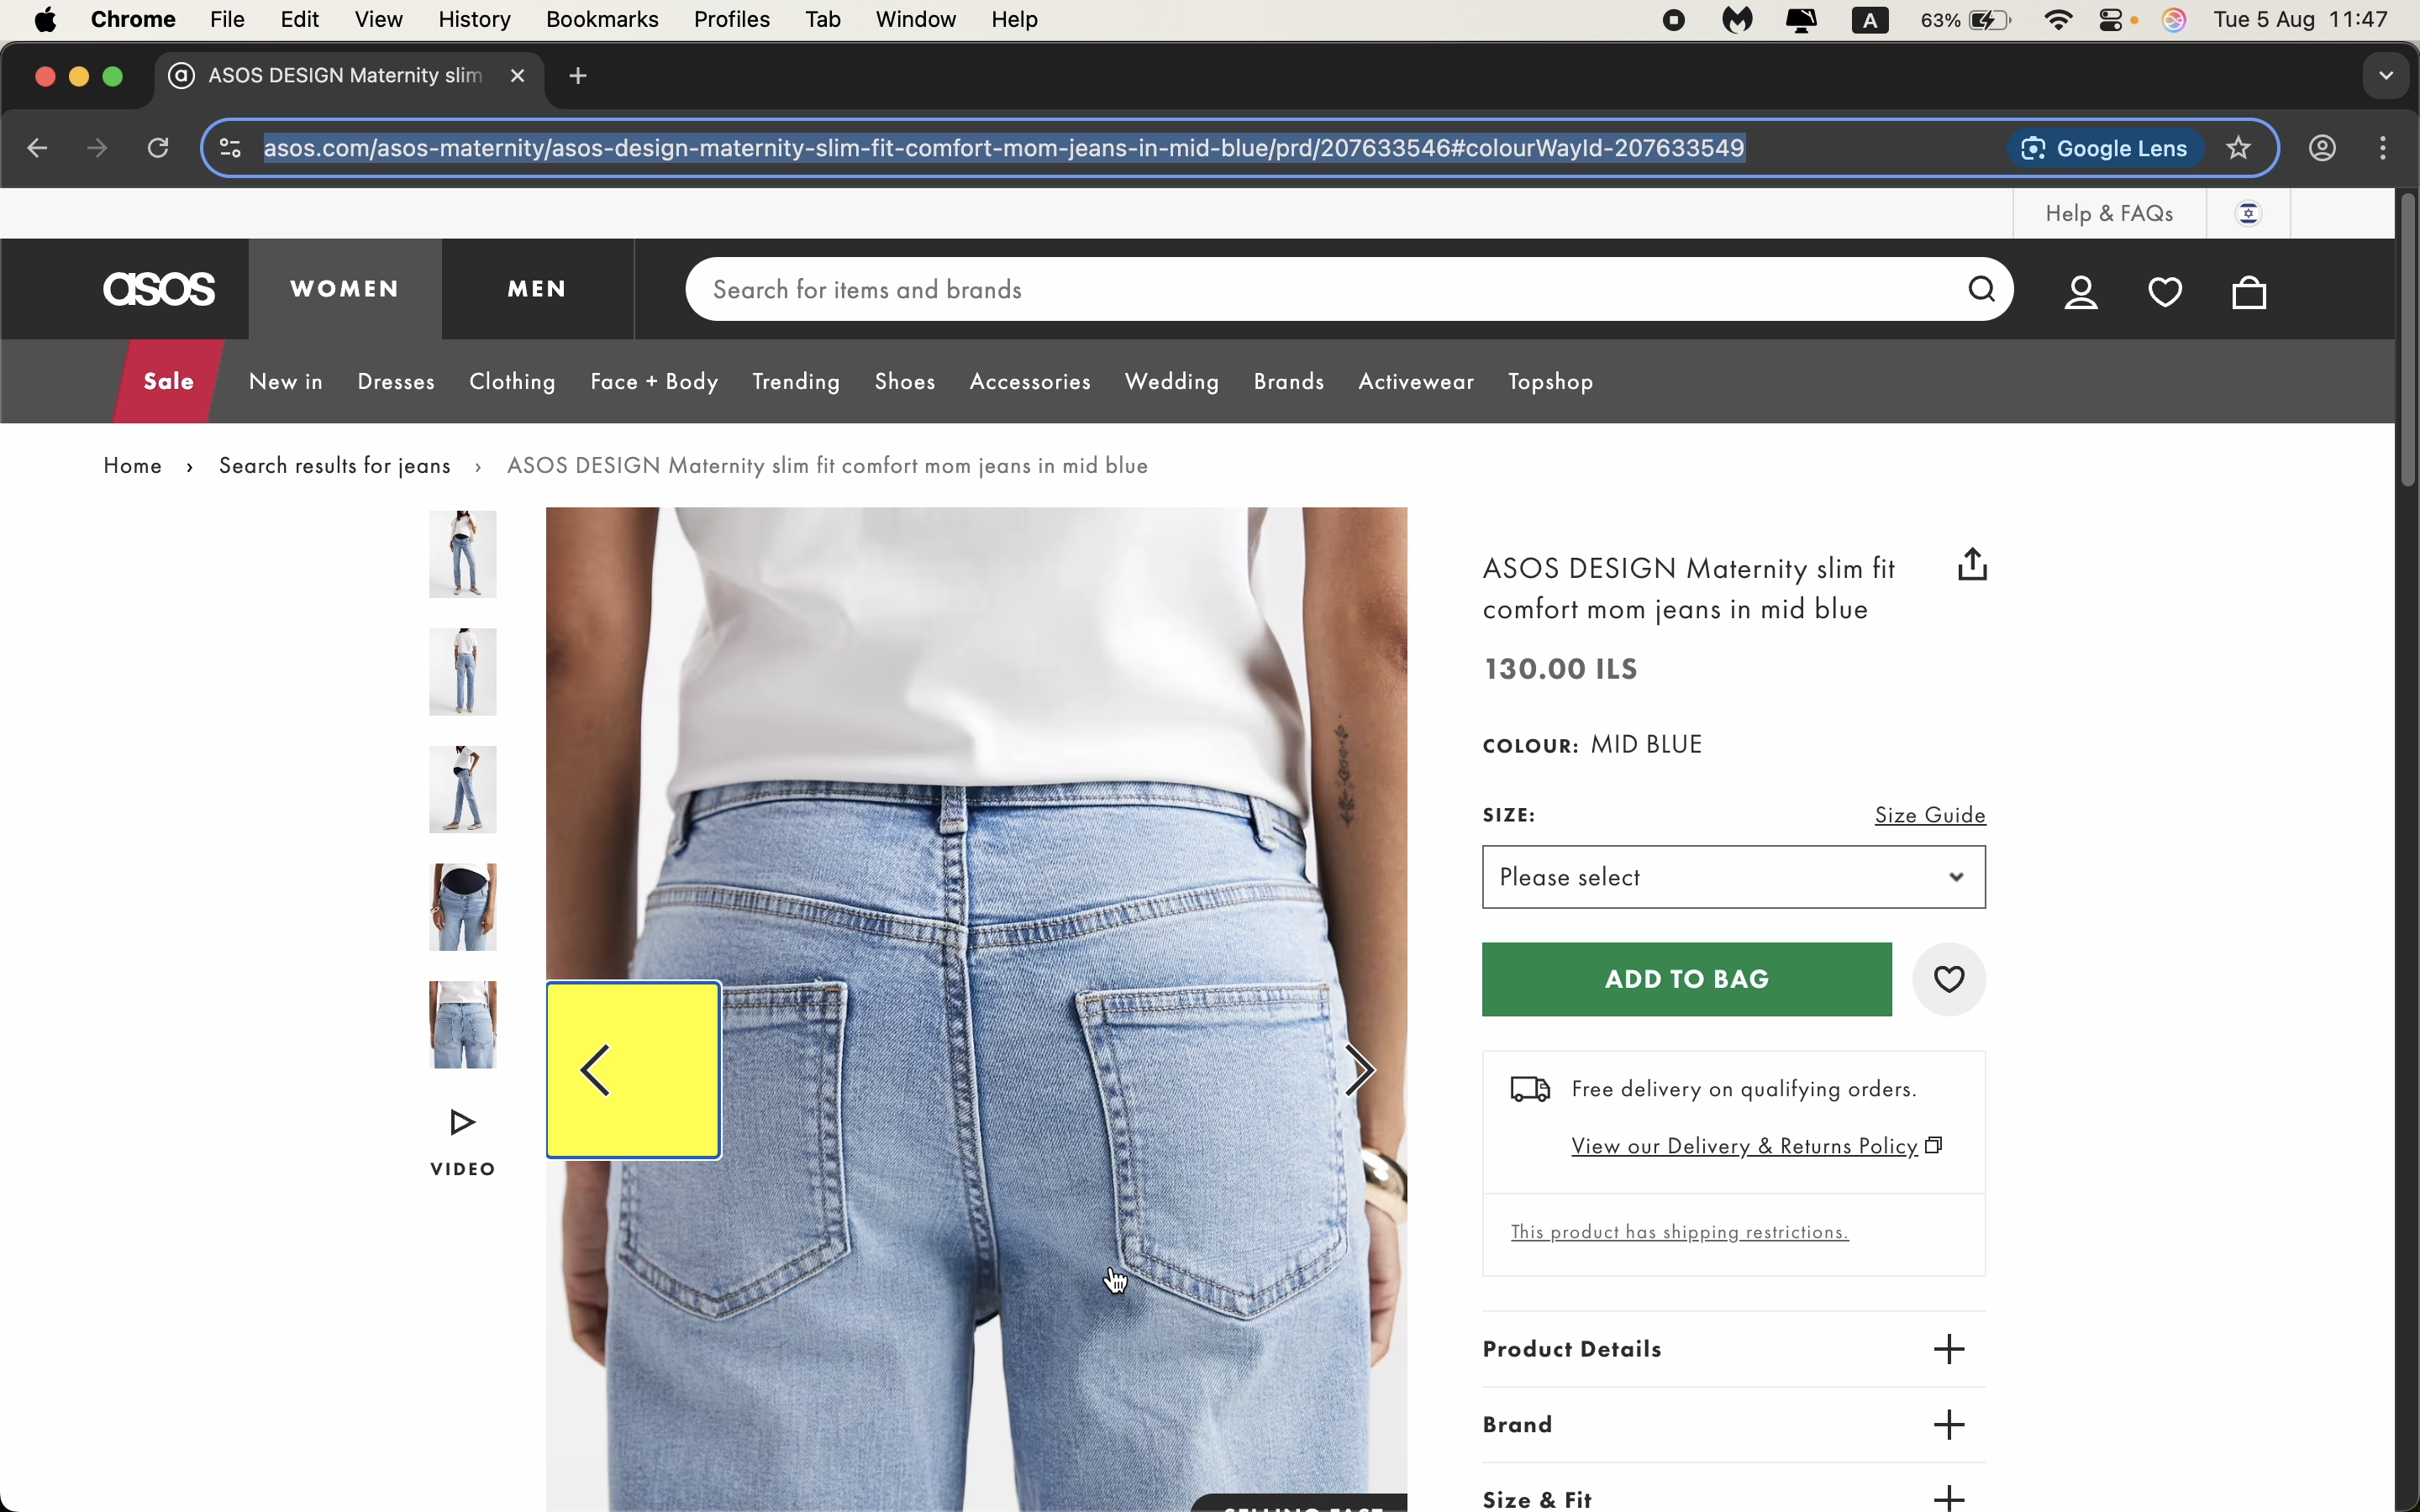 Chrome File Edit View History Bookmarks Profiles Tab Window Help A 63% Tue 5 Aug 11:47
ASOS DESIGN Maternity slim
asos.com/asos-maternity/asos-design-maternity-slim-fit-comfort-mom-jeans-in-mid-blue/prd/207633546#colourWayId-207633549 Google Lens
Help & FAQs
asos WOMEN MEN Search for items and brands
Sale New in Dresses Clothing Face + Body Trending Shoes Accessories Wedding Brands Activewear Topshop
Home › Search results for jeans › ASOS DESIGN Maternity slim fit comfort mom jeans in mid blue
VIDEO
ASOS DESIGN Maternity slim fit
comfort mom jeans in mid blue
130.00 ILS
COLOUR: MID BLUE
SIZE: Size Guide
Please select
ADD TO BAG
Free delivery on qualifying orders.
View our Delivery & Returns Policy
This product has shipping restrictions.
Product Details
Brand
Size & Fit
SELLING FAST